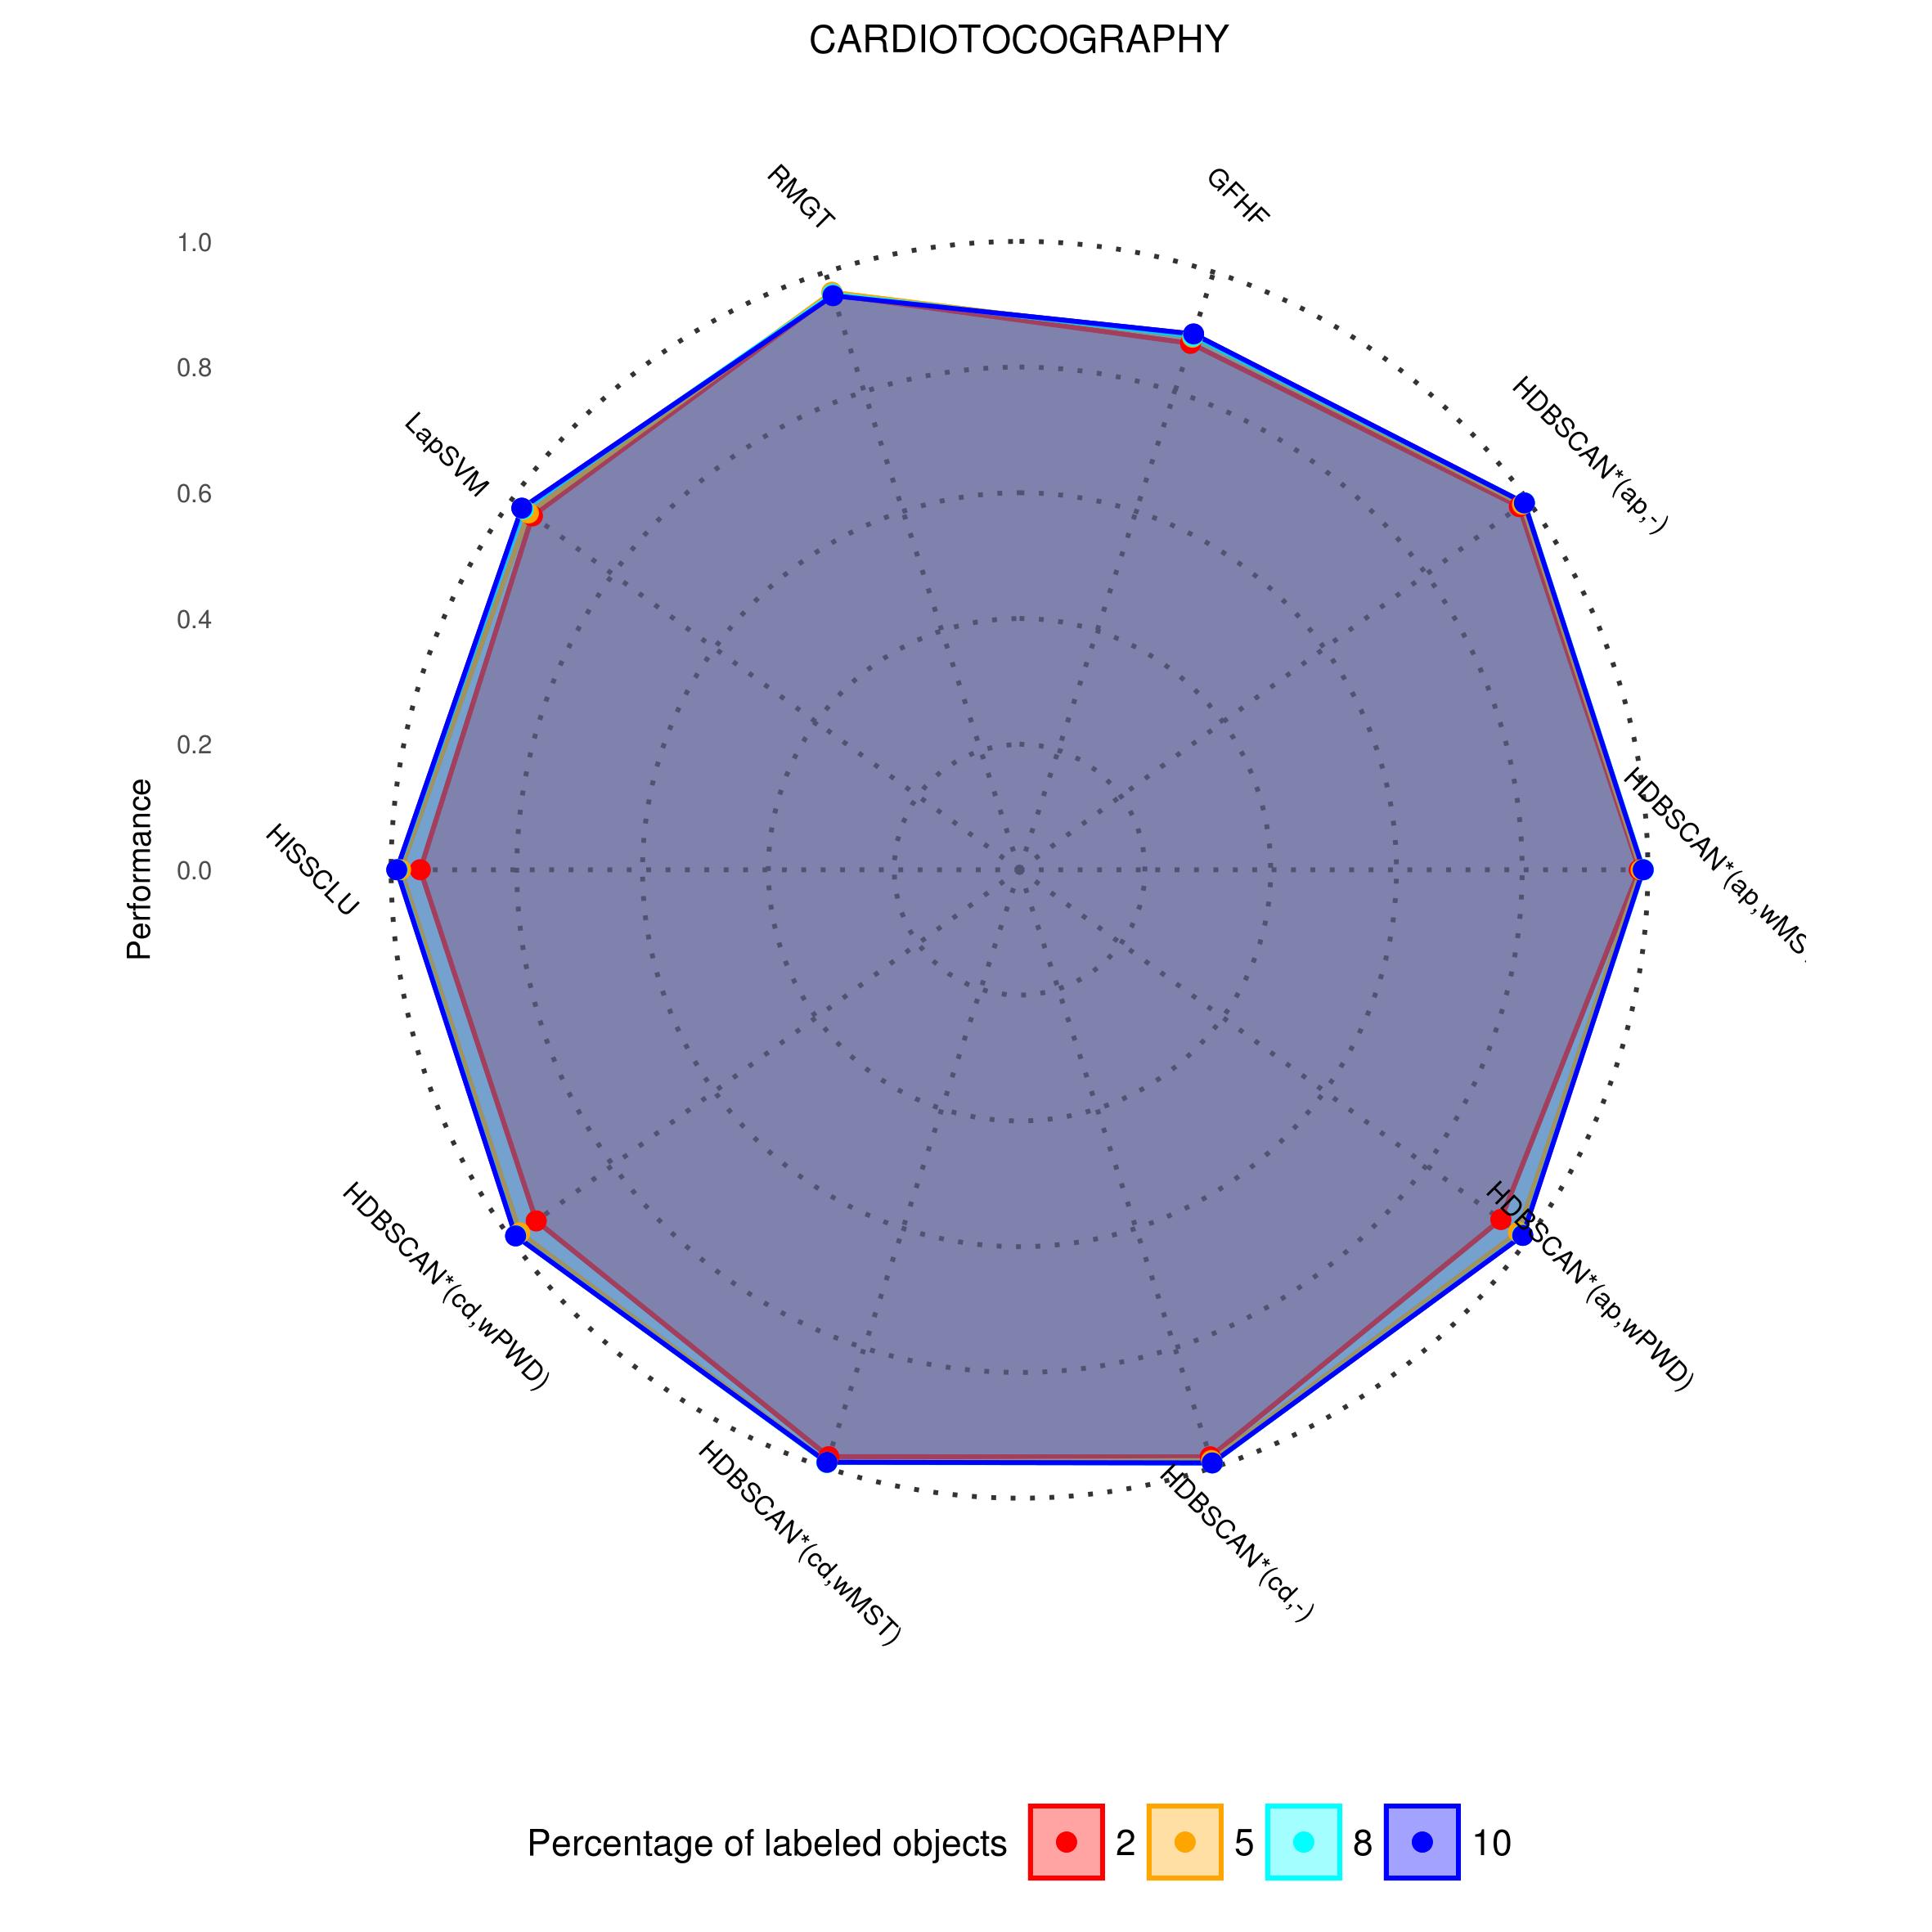 CARDIOTOCOGRAPHY
RMGT
GFHF
1.0
0.8
0.6
0.4
0.2
0.0
Performance
LapSVM
HDBSCAN*(ap,-)
HISSCLU
HDBSCAN*(ap,wMS
HDBSCAN*(cd,wPWD)
HDBSCAN*(ap,wPWD)
HDBSCAN*(cd,wMST)
HDBSCAN*(cd,-)
Percentage of labeled objects 2 5 8 10